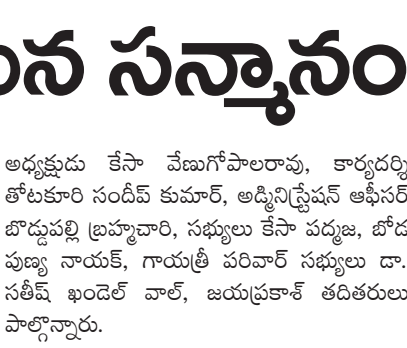 న సన్మానం
అధ్యక్షుడు కేసా వేణుగోపాలరావు, కార్యదర్శి
తోటకూరి సందీప్ కుమార్, అడ్మినిస్ట్రేషన్ ఆఫీసర్
బొడ్డుపల్లి బ్రహ్మచారి, సభ్యులు కేసా పద్మజ, బోడ
పుణ్య నాయక్, గాయత్రీ పరివార్ సభ్యులు డా.
సతీష్ ఖండెల్ వాల్, జయప్రకాశ్ తదితరులు
పాల్గొన్నారు.